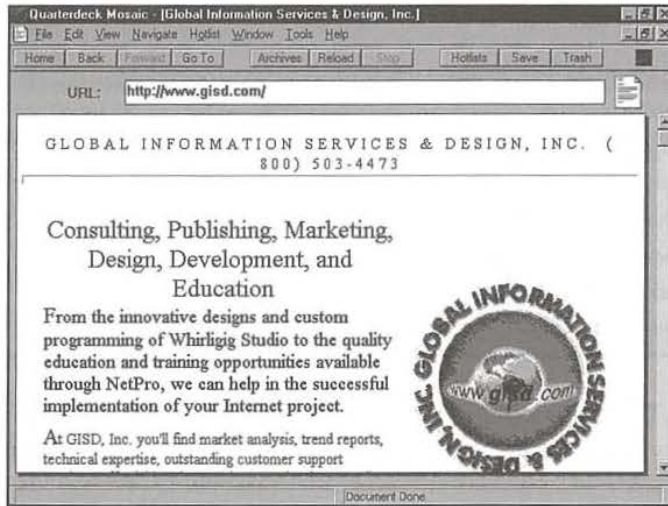 Quarterdeck Mosaic - [Global Information Services & Design, Inc.]
File Edit View Navigate Hotlist Window Tools Help
Home Back Forward Go To Archives Reload Stop Hotlists Save Trash
URL: http://www.gisd.com/
GLOBAL INFORMATION SERVICES & DESIGN, INC. (
800) 503-4473
Consulting, Publishing, Marketing,
Design, Development, and
Education
From the innovative designs and custom
programming of Whirligig Studio to the quality
education and training opportunities available
through NetPro, we can help in the successful
implementation of your Internet project.
At GISD, Inc. you'll find market analysis, trend reports,
technical expertise, outstanding customer support
GLOBAL INFORMATION SERVICES & DESIGN, INC.
www.gisd.com
Document Done